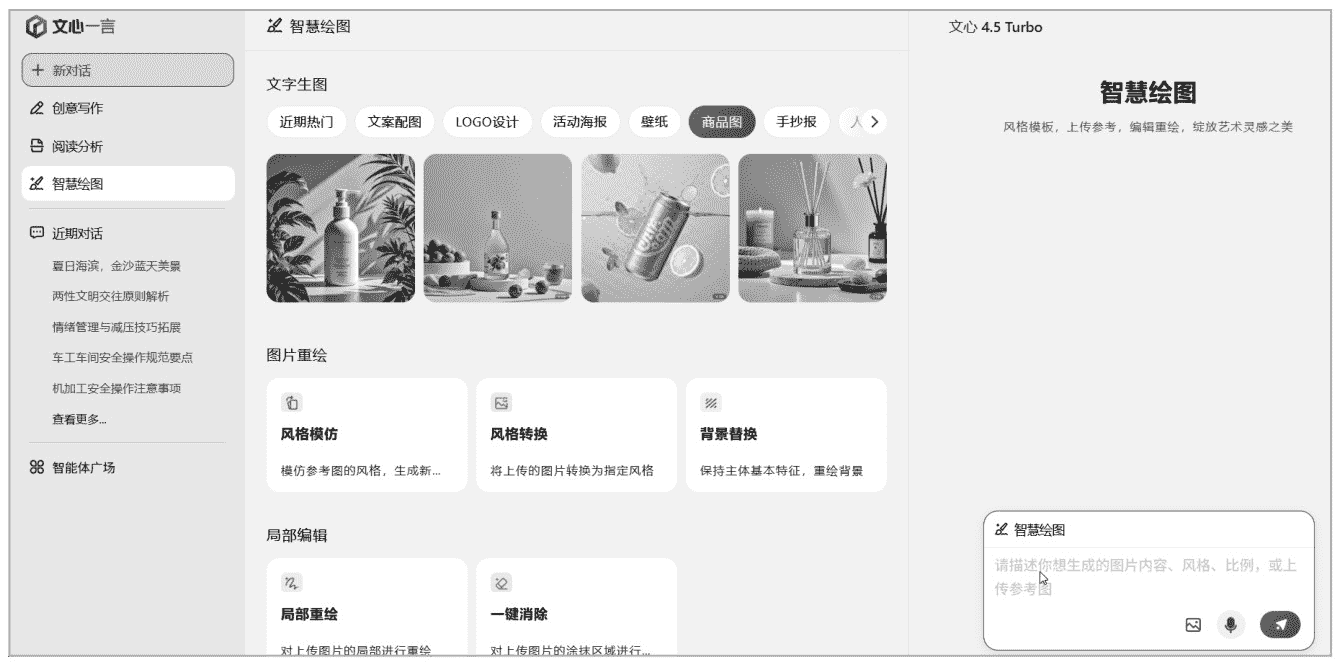 文心一言
新对话
创意写作
阅读分析
智慧绘图
近期对话
夏日海滨，金沙蓝天美景
两性文明交往原则解析
情绪管理与减压技巧拓展
车工车间安全操作规范要点
机加工安全操作注意事项
查看更多...
智能体广场
智慧绘图
文字生图
近期热门 文案配图 LOGO设计 活动海报 壁纸 商品图 手抄报 人
图片重绘
风格模仿
模仿参考图的风格，生成新...
风格转换
将上传的图片转换为指定风格
背景替换
保持主体基本特征，重绘背景
局部编辑
局部重绘
对上传图片的局部进行重绘
一键消除
对上传图片的涂抹区域进行...
文心 4.5 Turbo
智慧绘图
风格模板，上传参考，编辑重绘，绽放艺术灵感之美
智慧绘图
请描述你想生成的图片内容、风格、比例，或上
传参考图